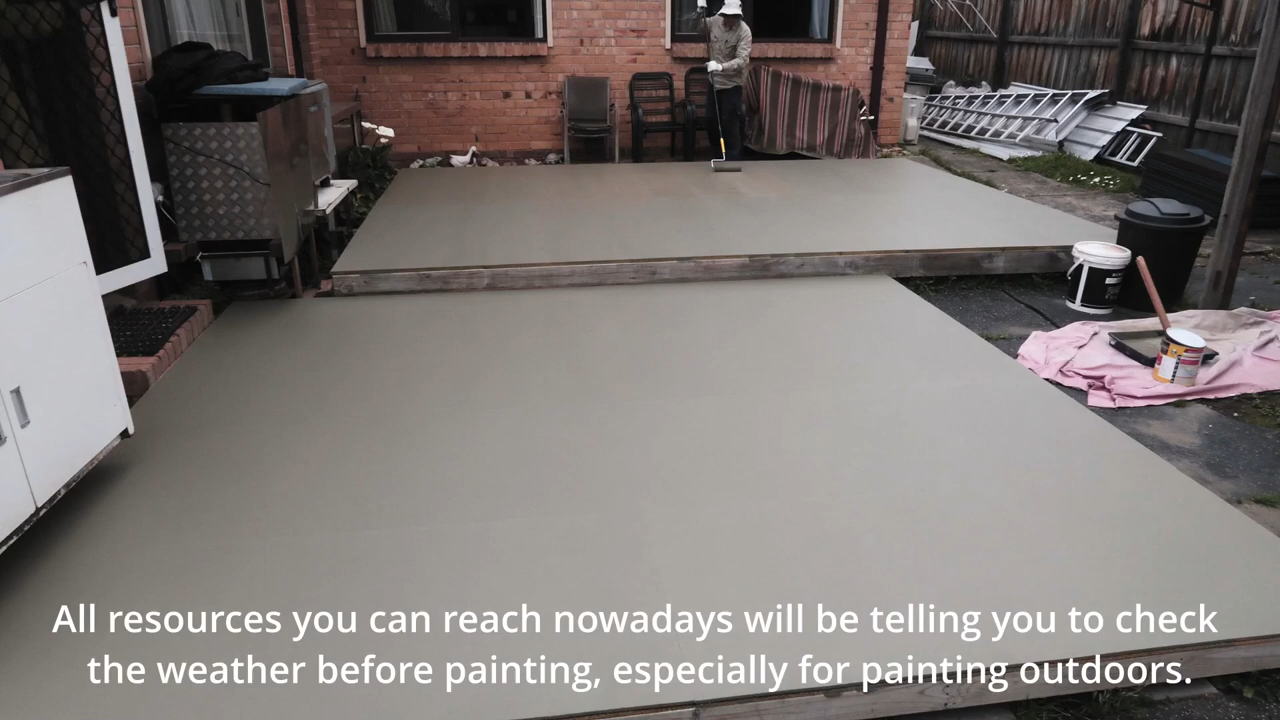 All resources you can reach nowadays will be telling you to check
the weather before painting, especially for painting outdoors.